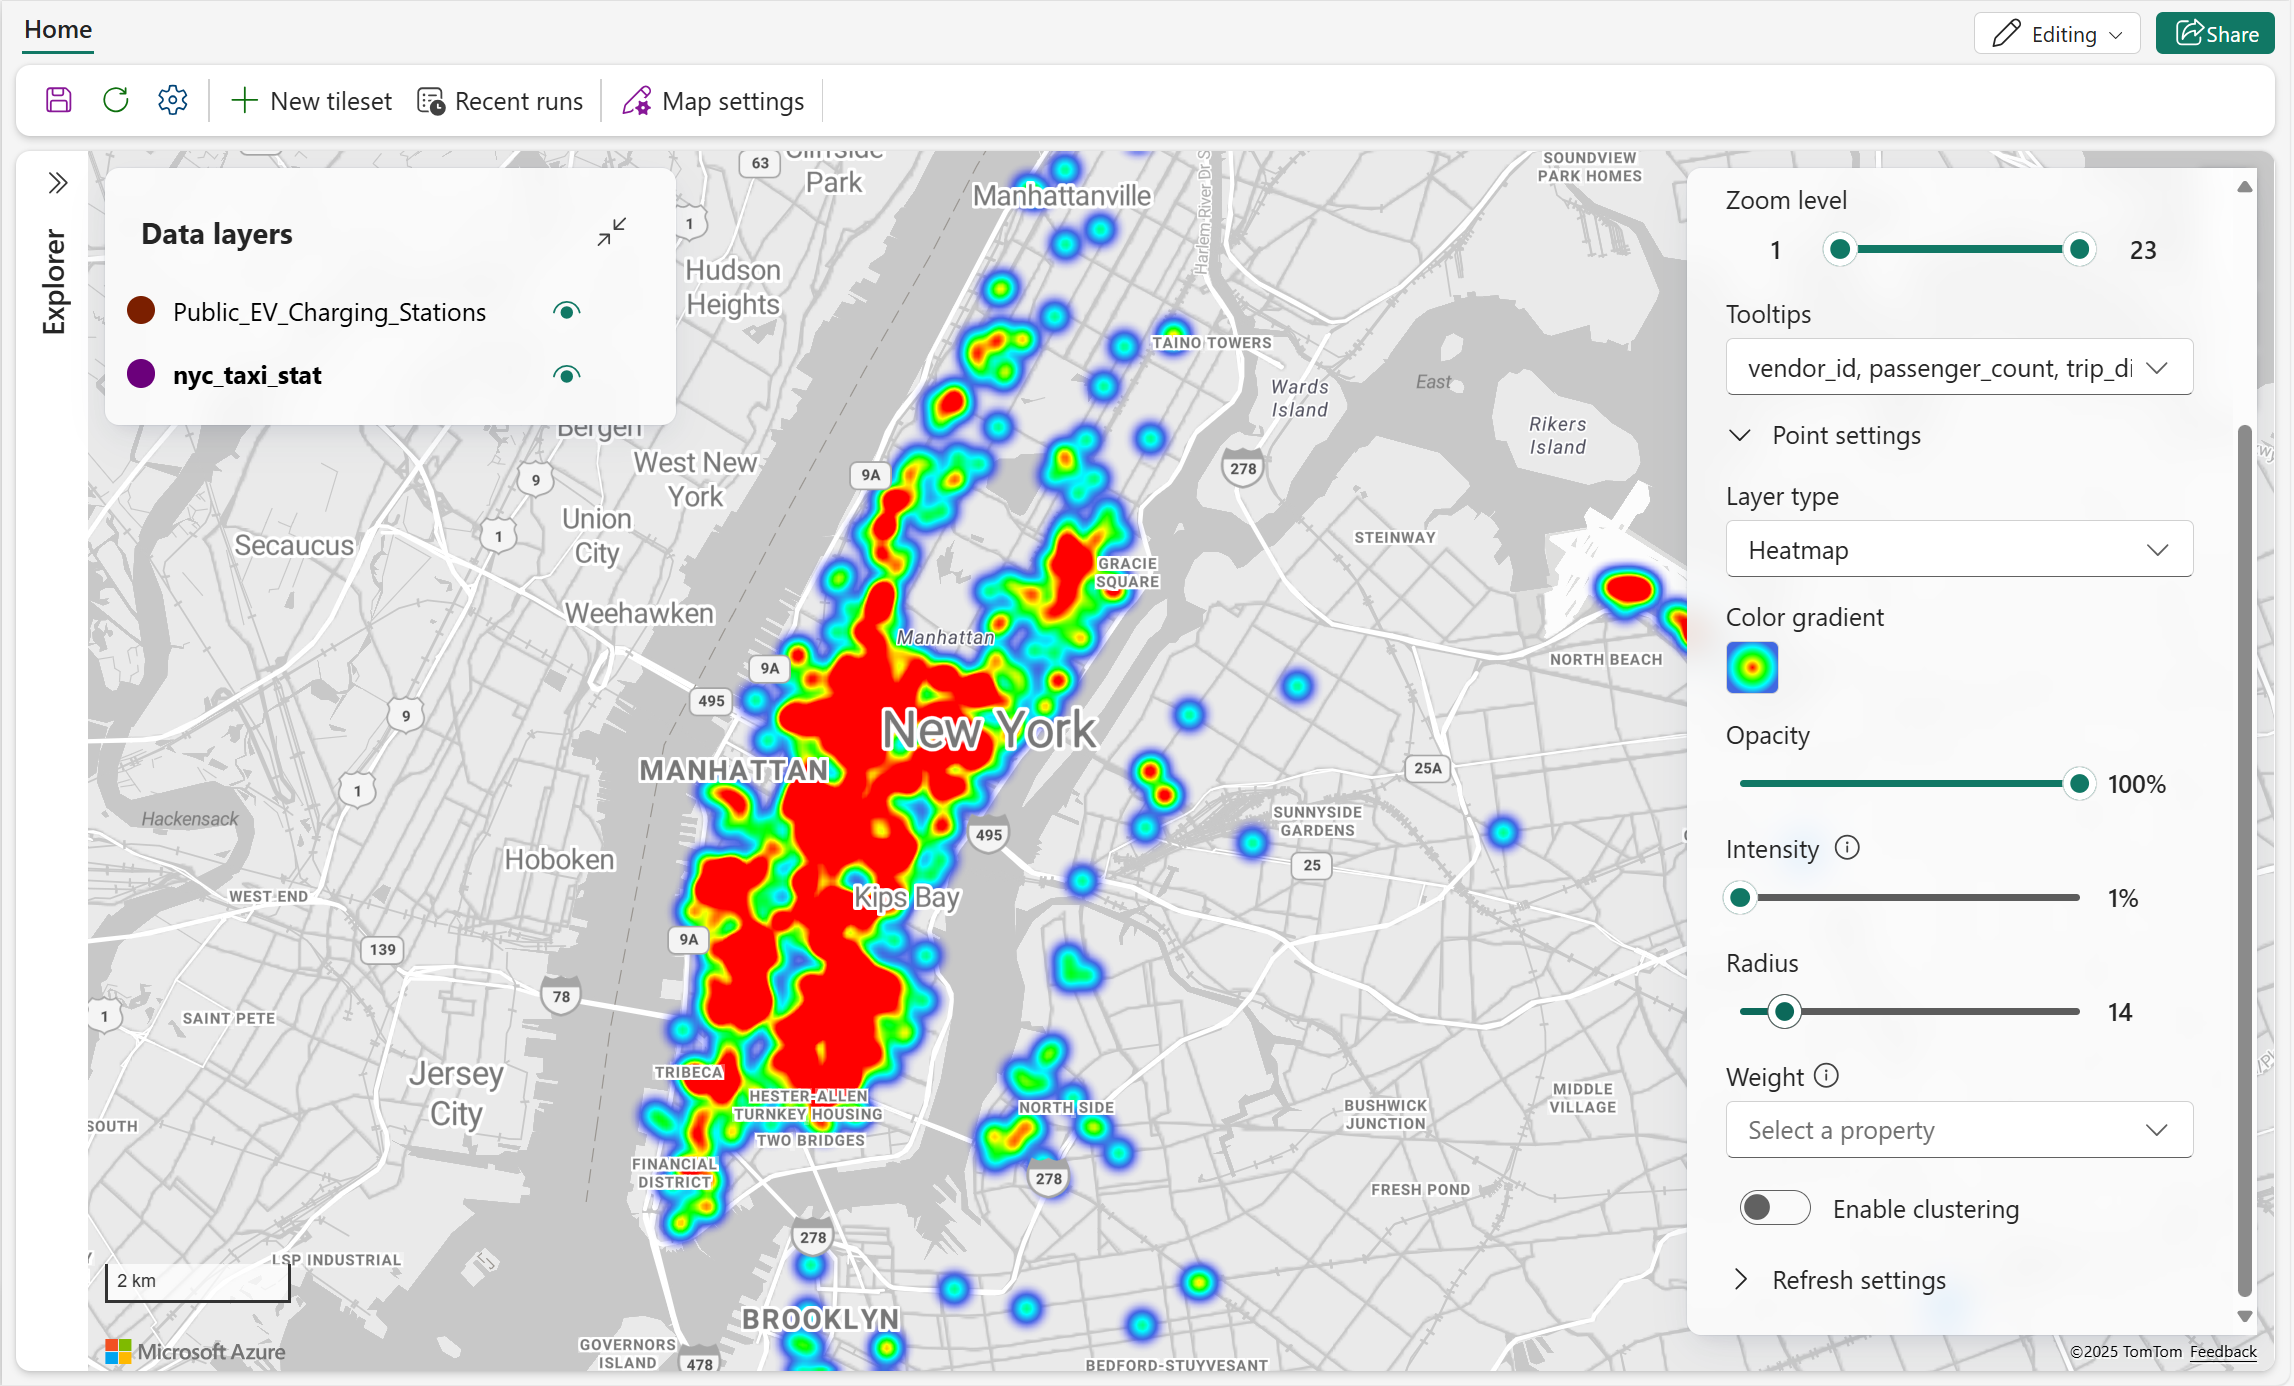 Home
Editing
Share
New tileset
Recent runs
Map settings
Explorer
Data layers
Public_EV_Charging_Stations
nyc_taxi_stat
Cliffside
Park
63
1
Manhattanville
Harlem River Dr S
SOUNDVIEW
PARK HOMES
Hudson
Heights
TAINO TOWERS
Wards
Island
East
Rikers
Island
Bergen
West New
York
9A
278
9
1
Union
City
Secaucus
STEINWAY
GRACIE
SQUARE
Weehawken
Manhattan
NORTH BEACH
9A
495
9
New York
MANHATTAN
25A
1
Hackensack
SUNNYSIDE
GARDENS
495
Hoboken
25
WEST END
Kips Bay
139
9A
78
1
SAINT PETE
Jersey
City
TRIBECA
HESTER-ALLEN
TURNKEY HOUSING
TWO BRIDGES
NORTH SIDE
BUSHWICK
JUNCTION
MIDDLE
VILLAGE
SOUTH
FINANCIAL
DISTRICT
278
FRESH POND
278
LSP INDUSTRIAL
2 km
BROOKLYN
GOVERNORS
ISLAND
478
BEDFORD-STUYVESANT
Microsoft Azure
Zoom level
1
23
Tooltips
vendor_id, passenger_count, trip_di
Point settings
Layer type
Heatmap
Color gradient
Opacity
100%
Intensity
1%
Radius
14
Weight
Select a property
Enable clustering
Refresh settings
©2025 TomTom Feedback